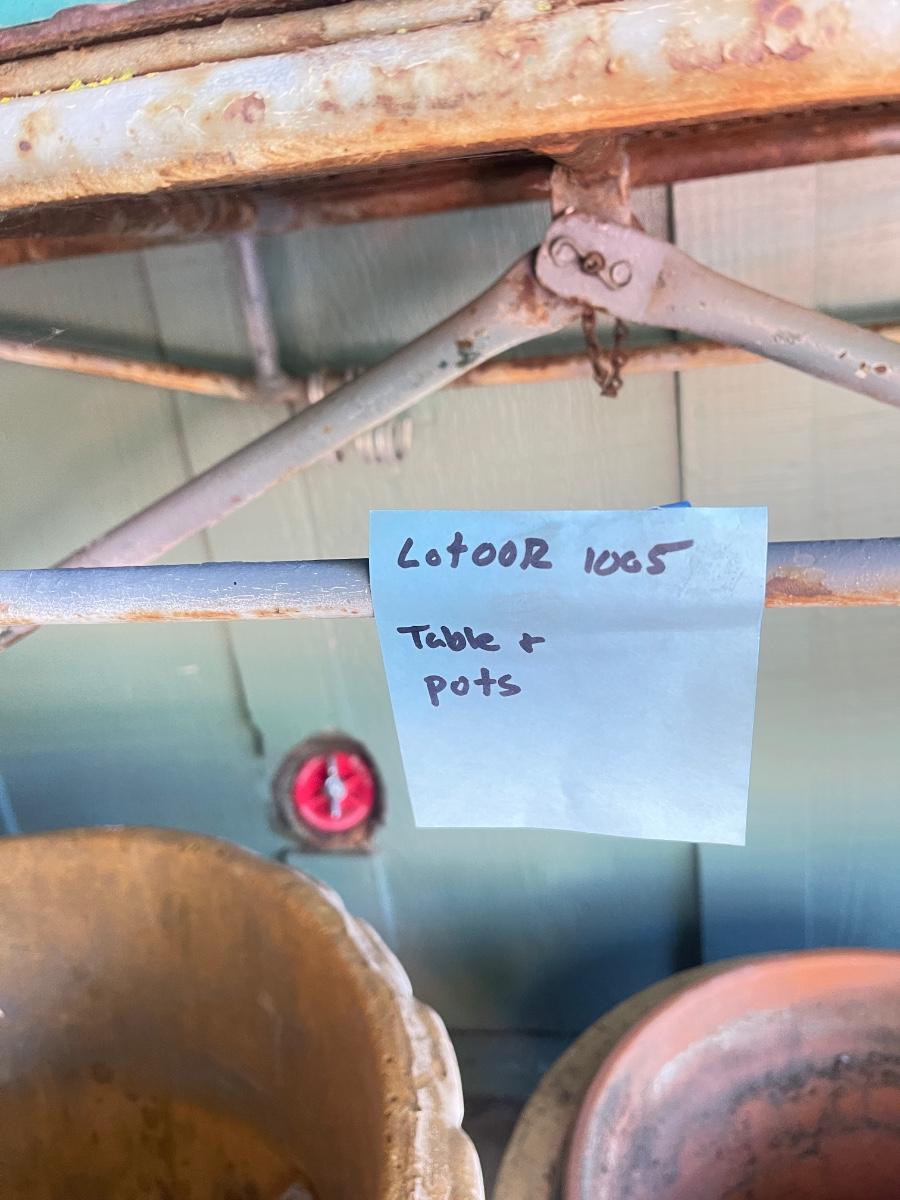 LotOOR 1005
Table +
pots